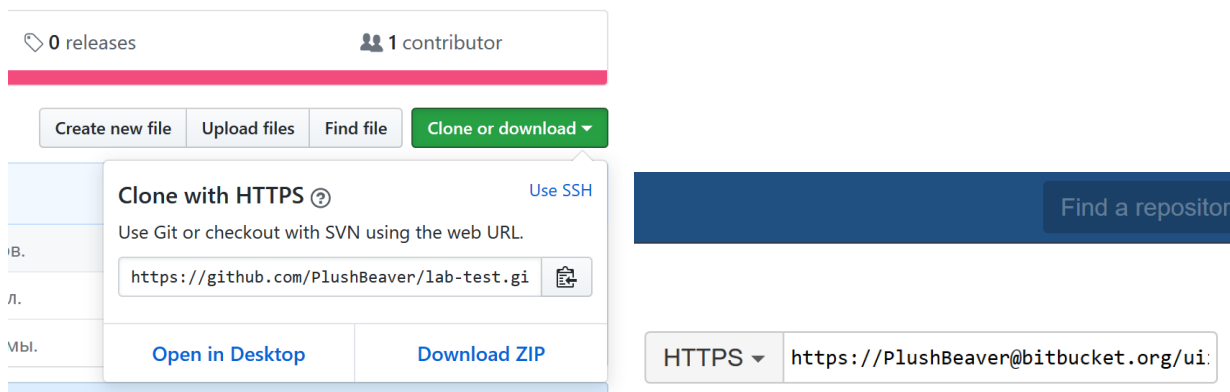 0 releases
1 contributor
Create new file
Upload files
Find file
Clone or download
Clone with HTTPS ?
Use SSH
Use Git or checkout with SVN using the web URL.
https://github.com/PlushBeaver/lab-test.gi
Open in Desktop
Download ZIP
ов.
л.
мы.
Find a repositor
HTTPS
https://PlushBeaver@bitbucket.org/ui